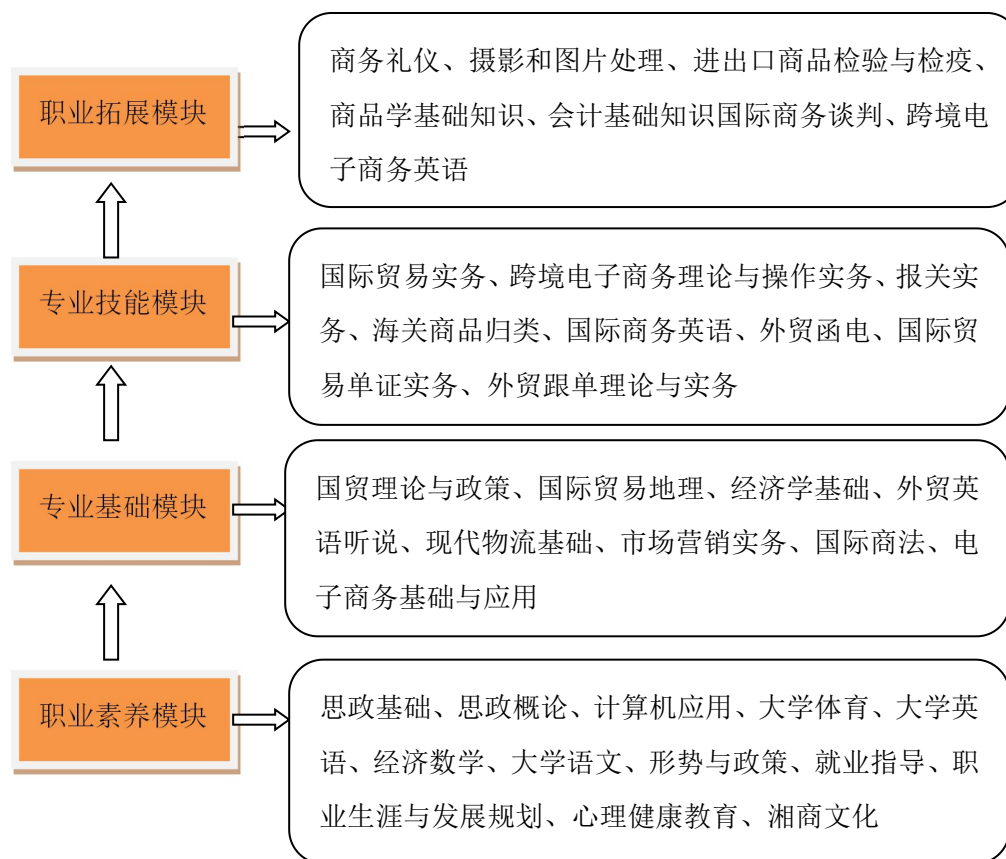 职业拓展模块
商务礼仪、摄影和图片处理、进出口商品检验与检疫、
商品学基础知识、会计基础知识国际商务谈判、跨境电
子商务英语
专业技能模块
国际贸易实务、跨境电子商务理论与操作实务、报关实
务、海关商品归类、国际商务英语、外贸函电、国际贸
易单证实务、外贸跟单理论与实务
专业基础模块
国贸理论与政策、国际贸易地理、经济学基础、外贸英
语听说、现代物流基础、市场营销实务、国际商法、电
子商务基础与应用
职业素养模块
思政基础、思政概论、计算机应用、大学体育、大学英
语、经济数学、大学语文、形势与政策、就业指导、职
业生涯与发展规划、心理健康教育、湘商文化